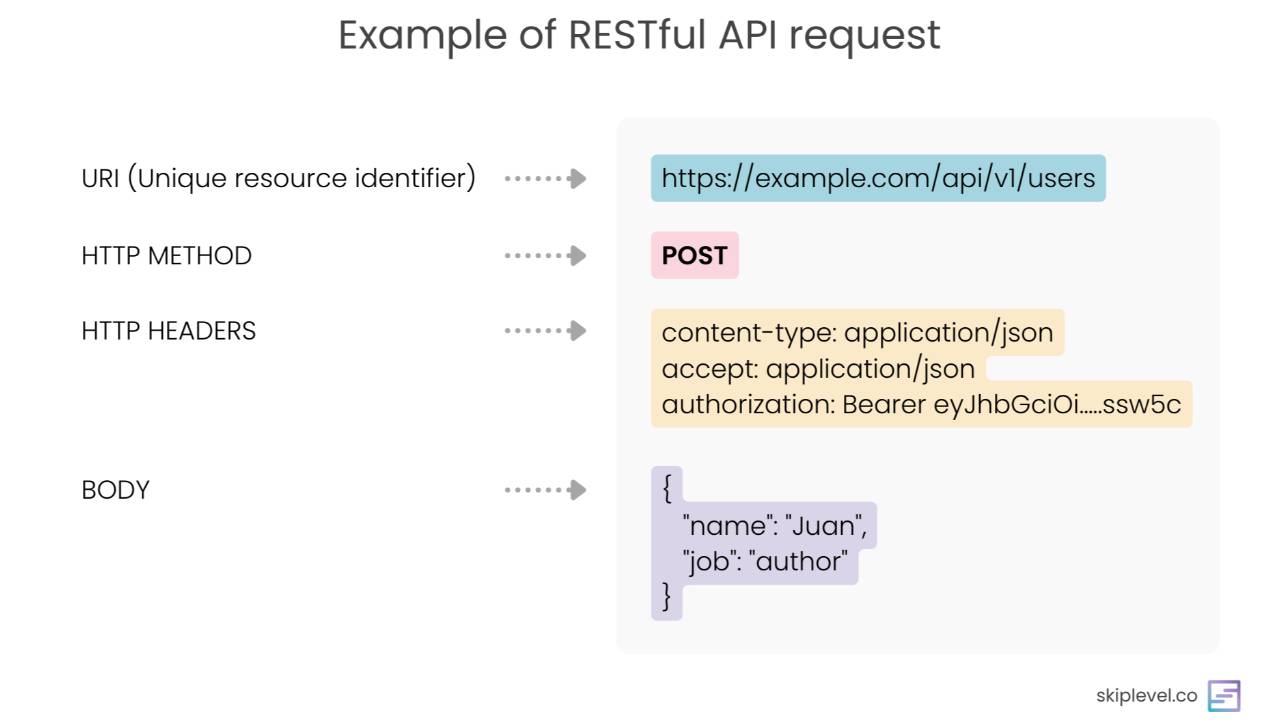 Example of RESTful API request
URI (Unique resource identifier)
https://example.com/api/v1/users
HTTP METHOD
POST
HTTP HEADERS
content-type: application/json
accept: application/json
authorization: Bearer eyJhbGciOi.....ssw5c
BODY
{
"name": "Juan",
"job": "author"
}
skiplevel.co